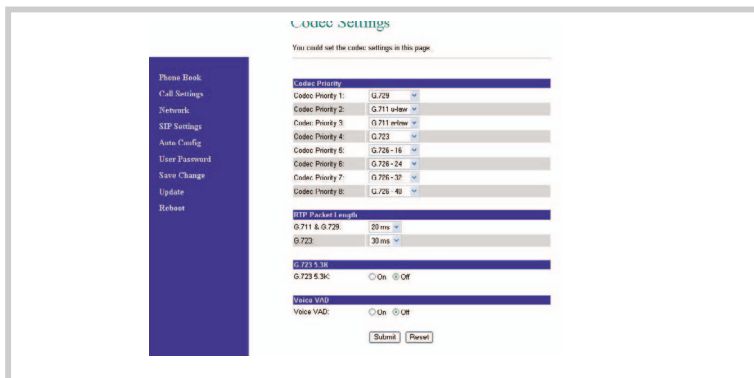 Codec Settings
You could set the codec settings in this page
Phone Book
Call Settings
Network
SIP Settings
Auto Config
User Password
Save Change
Update
Reboot
Codec Priority
Codec Priority 1: G.729
Codec Priority 2: G.711 u-law
Codec Priority 3: G.711 a-law
Codec Priority 4: G.723
Codec Priority 5: G.726 - 16
Codec Priority 6: G.726 - 24
Codec Priority 7: G.726 - 32
Codec Priority 8: G.726 - 40
RTP Packet Length
G.711 & G.729: 20 ms
G.723: 30 ms
G.723 5.3K
G.723 5.3K: On Off
Voice VAD
Voice VAD: On Off
Submit Reset